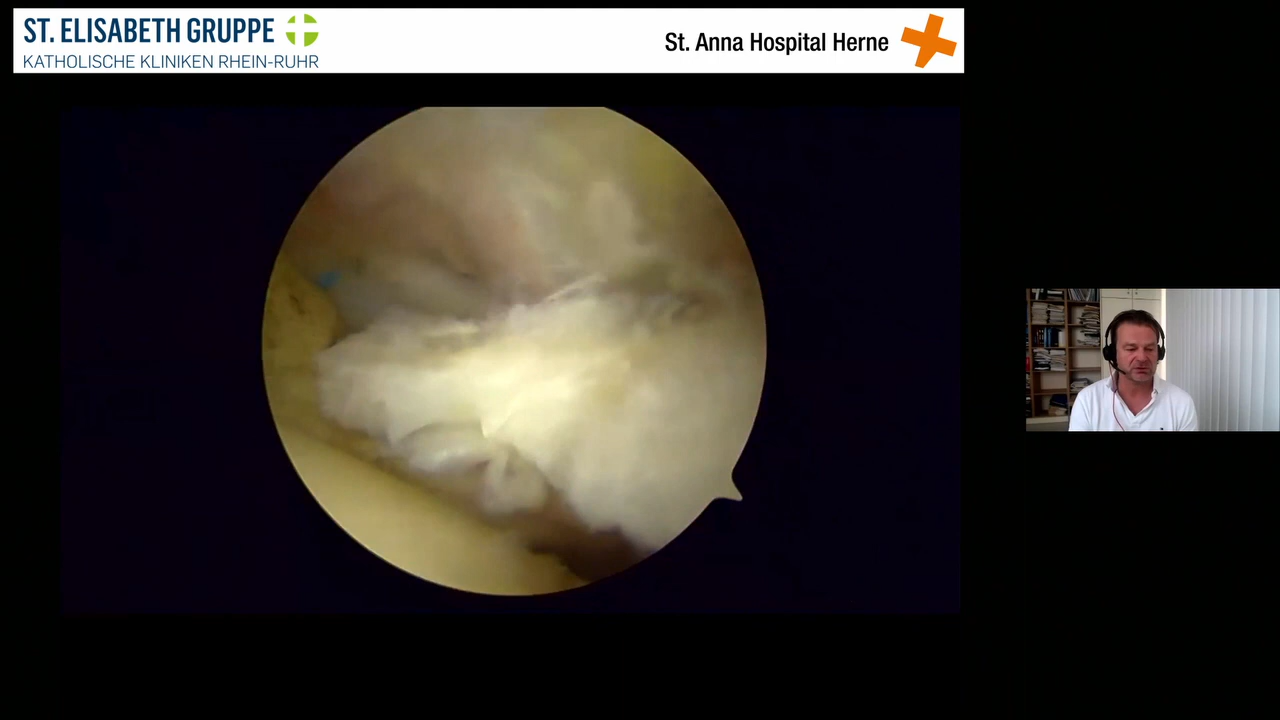 ST. ELISABETH GRUPPE
KATHOLISCHE KLINIKEN RHEIN-RUHR
St. Anna Hospital Herne